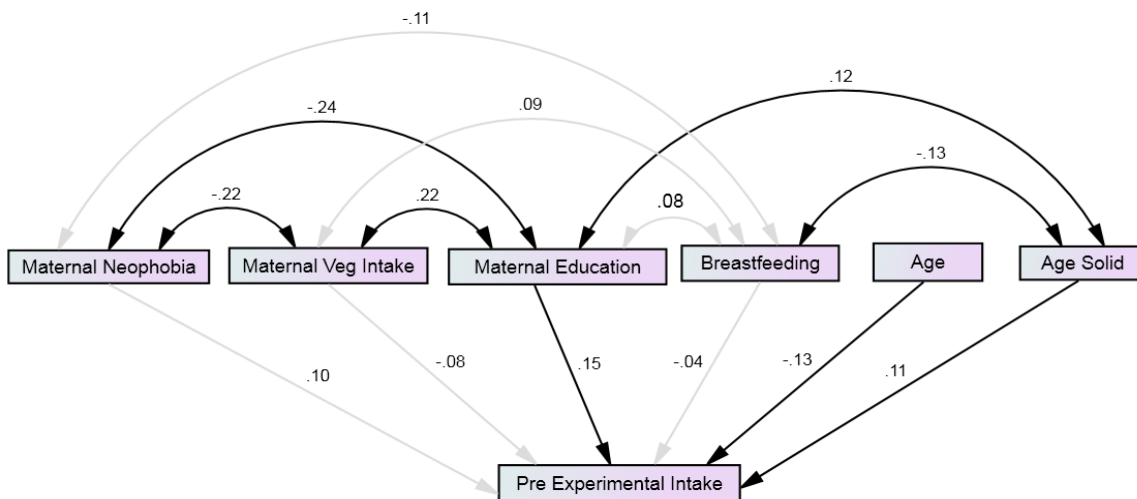 -.11
.12
-.24
.09
-.13
-.22
.22
.08
Maternal Neophobia
Maternal Veg Intake
Maternal Education
Breastfeeding
Age
Age Solid
.10
-.08
.15
-.04
-.13
.11
Pre Experimental Intake